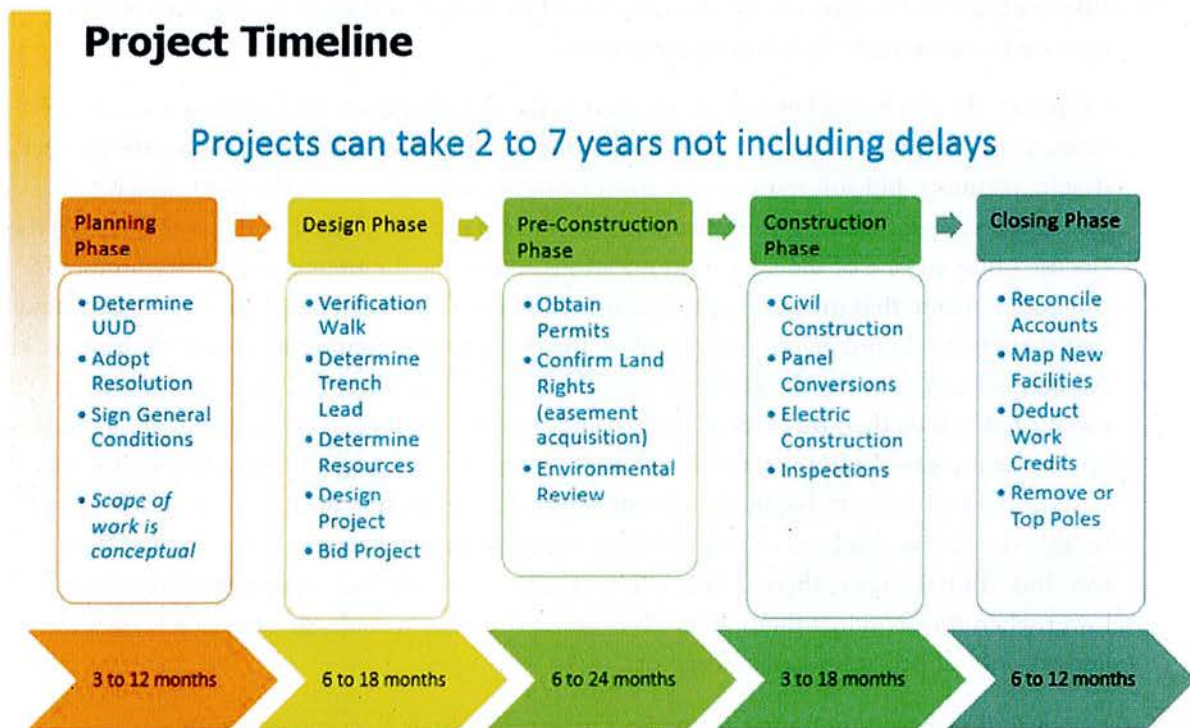 Project Timeline
Projects can take 2 to 7 years not including delays
Planning
Phase
• Determine
UUD
• Adopt
Resolution
• Sign General
Conditions
• Scope of
work is
conceptual
Design Phase
• Verification
Walk
• Determine
Trench
Lead
• Determine
Resources
• Design
Project
• Bid Project
Pre-Construction
Phase
• Obtain
Permits
• Confirm Land
Rights
(easement
acquisition)
• Environmental
Review
Construction
Phase
• Civil
Construction
• Panel
Conversions
• Electric
Construction
• Inspections
Closing Phase
• Reconcile
Accounts
• Map New
Facilities
• Deduct
Work
Credits
• Remove or
Top Poles
3 to 12 months
6 to 18 months
6 to 24 months
3 to 18 months
6 to 12 months